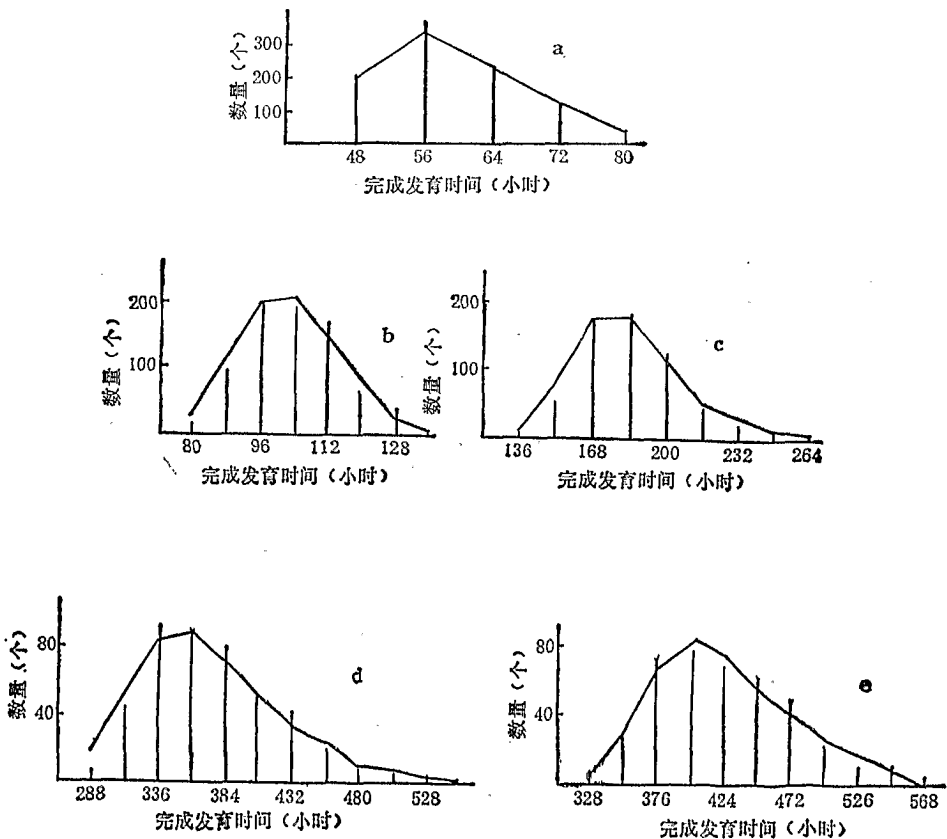 数量（个）
300
200
100
a
48 56 64 72 80
完成发育时间（小时）
数量（个）
200
100
b
80 96 112 128
完成发育时间（小时）
数量（个）
200
100
c
136 168 200 232 264
完成发育时间（小时）
数量（个）
80
40
d
288 336 384 432 480 528
完成发育时间（小时）
数量（个）
80
40
e
328 376 424 472 526 568
完成发育时间（小时）